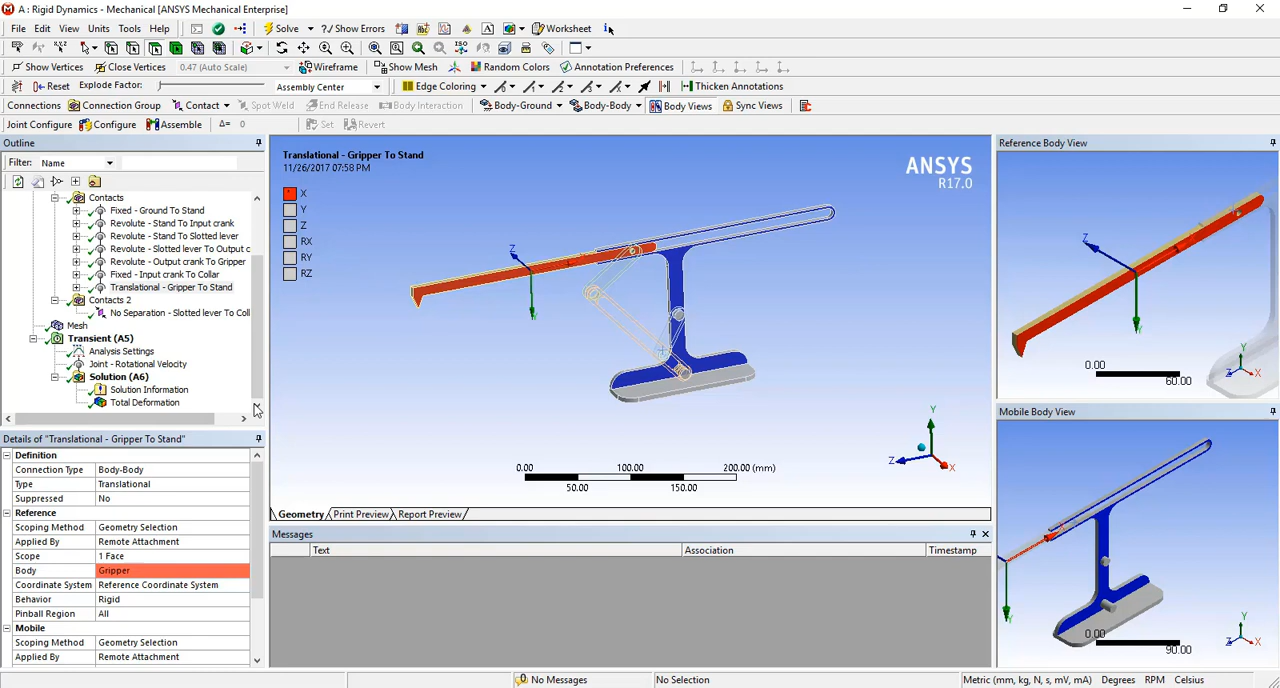 A : Rigid Dynamics - Mechanical [ANSYS Mechanical Enterprise]
File Edit View Units Tools Help Solve ?/ Show Errors Worksheet
Show Vertices Close Vertices 0.47 (Auto Scale) Wireframe Show Mesh Random Colors Annotation Preferences
Reset Explode Factor: Assembly Center Edge Coloring Thicken Annotations
Connections Connection Group Contact Spot Weld End Release Body Interaction Body-Ground Body-Body Body Views Sync Views
Joint Configure Configure Assemble Δ= 0 Set Revert
Outline
Filter: Name
Contacts
Fixed - Ground To Stand
Revolute - Stand To Input crank
Revolute - Stand To Slotted lever
Revolute - Slotted lever To Output c
Revolute - Output crank To Gripper
Fixed - Input crank To Collar
Translational - Gripper To Stand
Contacts 2
No Separation - Slotted lever To Coll
Mesh
Transient (A5)
Analysis Settings
Joint - Rotational Velocity
Solution (A6)
Solution Information
Total Deformation
Details of "Translational - Gripper To Stand"
Definition
Connection Type Body-Body
Type Translational
Suppressed No
Reference
Scoping Method Geometry Selection
Applied By Remote Attachment
Scope 1 Face
Body Gripper
Coordinate System Reference Coordinate System
Behavior Rigid
Pinball Region All
Mobile
Scoping Method Geometry Selection
Applied By Remote Attachment
Translational - Gripper To Stand
11/26/2017 07:58 PM
X
Y
Z
RX
RY
RZ
ANSYS
R17.0
Z
Y
Y
Z
X
0.00 100.00 200.00 (mm)
50.00 150.00
Geometry Print Preview Report Preview
Messages
Text Association Timestamp
Reference Body View
Z
Y
0.00
60.00
Y
Z X
Mobile Body View
Y
0.00
90.00
Y
Z X
No Messages No Selection Metric (mm, kg, N, s, mV, mA) Degrees RPM Celsius